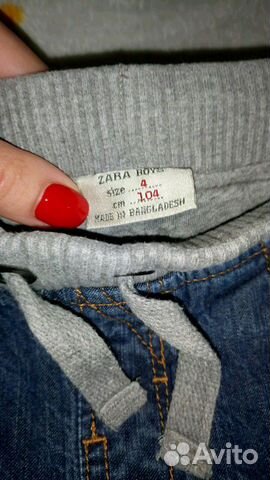 ZARA BOYS
size ....4....
cm ..104..
MADE IN BANGLADESH
Avito